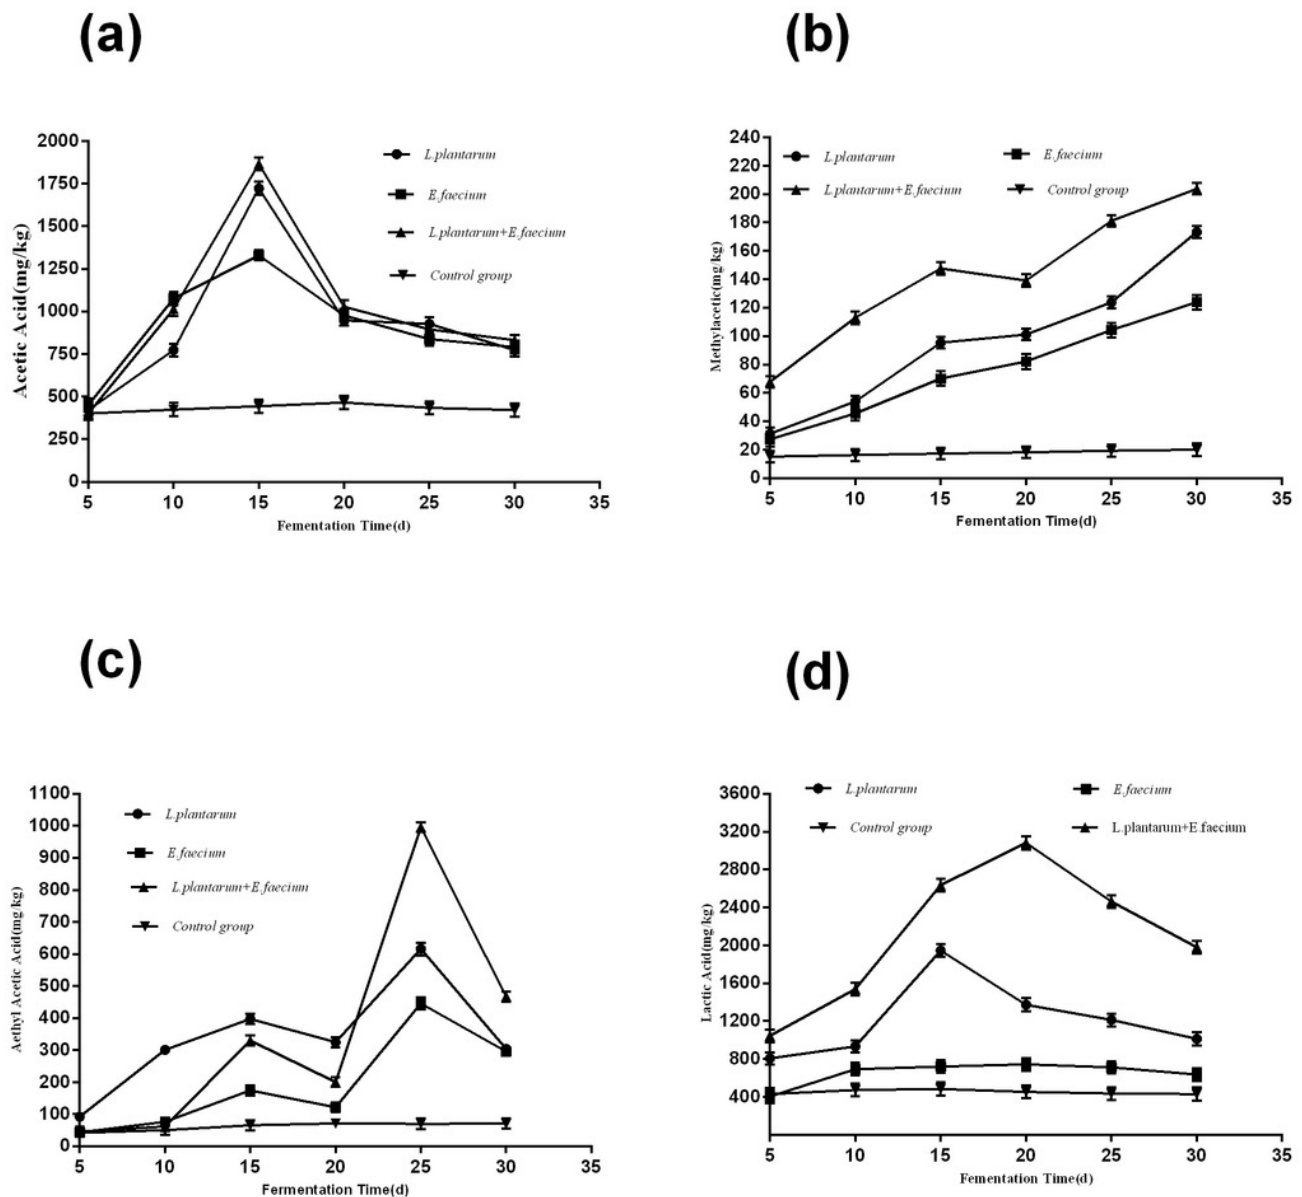 (a)
(b)
2000
1750
1500
1250
1000
750
500
250
0
Acetic Acid(mg/kg)
L.plantarum
E.faecium
L.plantarum+E.faecium
Control group
5 10 15 20 25 30 35
Fementation Time(d)
240
220
200
180
160
140
120
100
80
60
40
20
0
Methylacetic(mg/kg)
L.plantarum
E.faecium
L.plantarum+E.faecium
Control group
5 10 15 20 25 30 35
Fementation Time(d)
(c)
(d)
1100
1000
900
800
700
600
500
400
300
200
100
0
Aethyl Acetic Acid(mg/kg)
L.plantarum
E.faecium
L.plantarum+E.faecium
Control group
5 10 15 20 25 30 35
Fermentation Time(d)
3600
3200
2800
2400
2000
1600
1200
800
400
Lactic Acid(mg/kg)
L.plantarum
E.faecium
Control group
L.plantarum+E.faecium
5 10 15 20 25 30 35
Fementation Time(d)